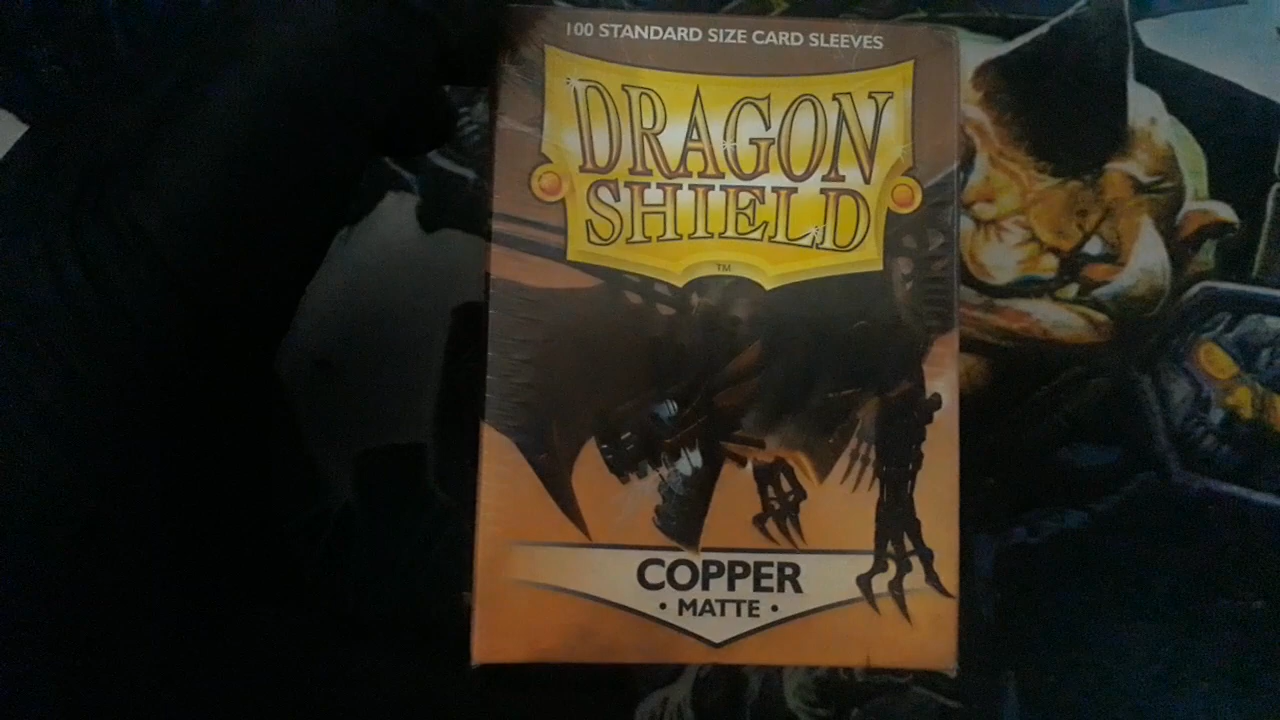 100 STANDARD SIZE CARD SLEEVES
DRAGON
SHIELD
TM
COPPER
• MATTE •